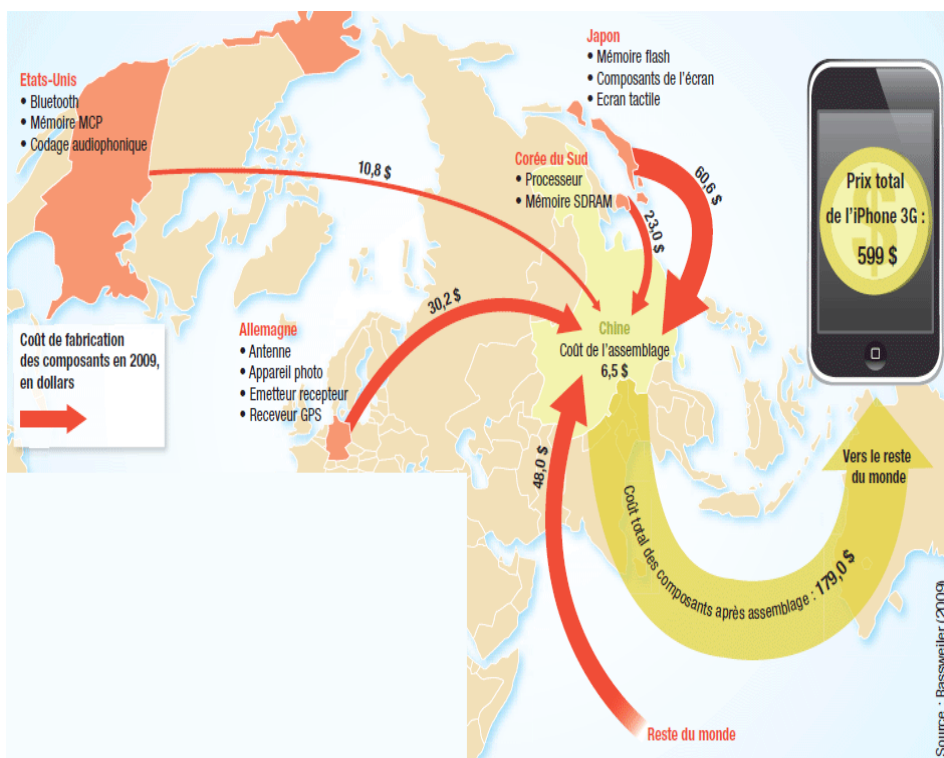 Etats-Unis
• Bluetooth
• Mémoire MCP
• Codage audiophonique
Japon
• Mémoire flash
• Composants de l'écran
• Ecran tactile
Corée du Sud
• Processeur
• Mémoire SDRAM
10,8 $
60,6 $
23,0 $
Prix total
de l'iPhone 3G :
599 $
30,2 $
Allemagne
• Antenne
• Appareil photo
• Emetteur recepteur
• Receveur GPS
Chine
Coût de l'assemblage
6,5 $
Coût de fabrication
des composants en 2009,
en dollars
48,0 $
Vers le reste
du monde
Coût total des composants après assemblage : 179,0 $
Reste du monde
Source : Bassweiler (2009)